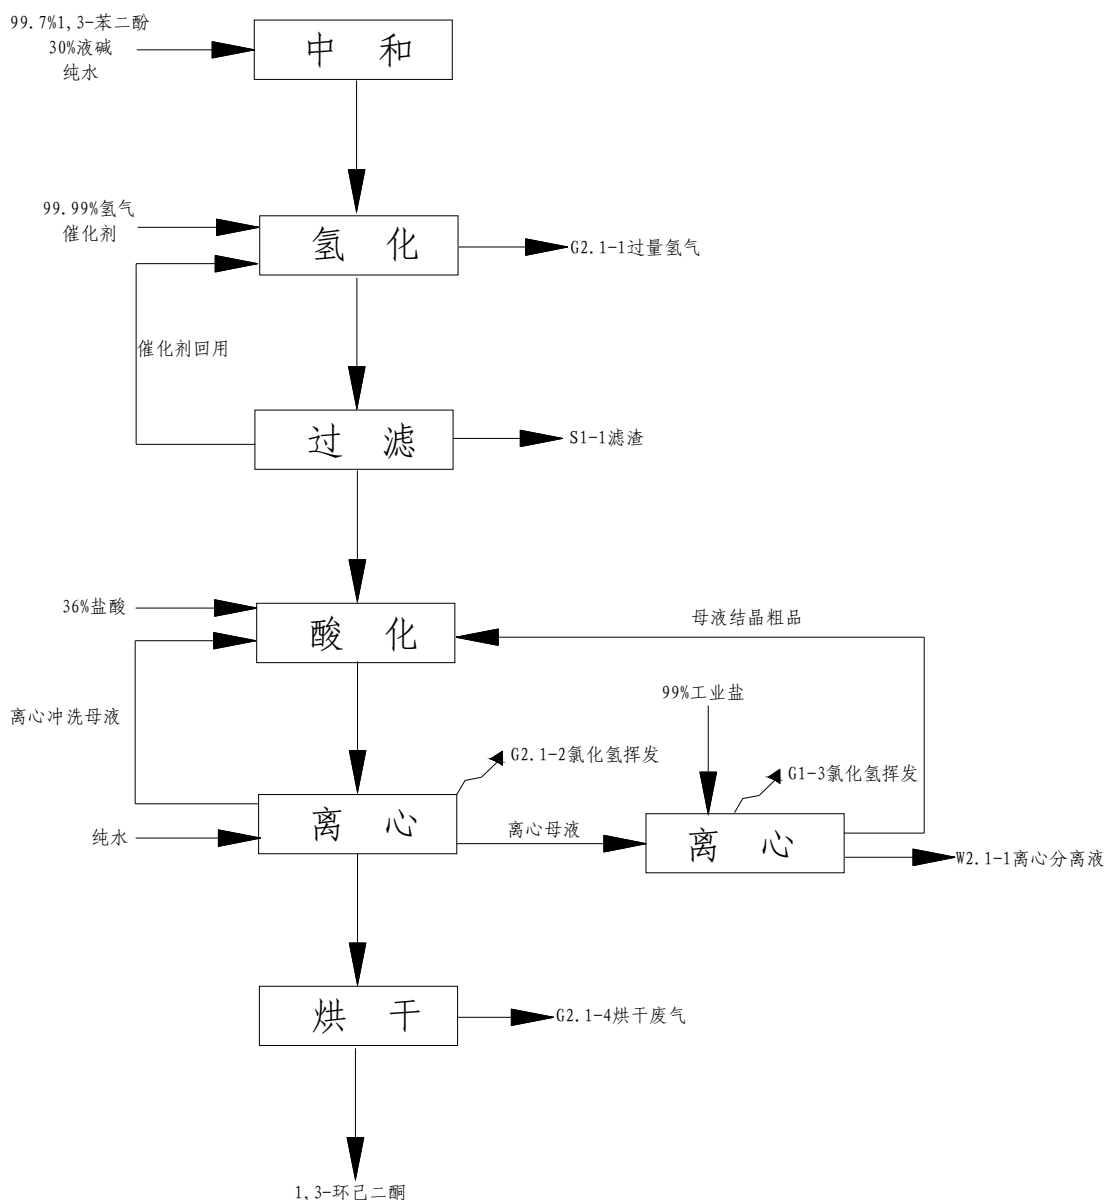 99.7%1,3-苯二酚
30%液碱
纯水
中 和
99.99%氢气
催化剂
氢 化
G2.1-1过量氢气
催化剂回用
过 滤
S1-1滤渣
36%盐酸
酸 化
母液结晶粗品
99%工业盐
离心冲洗母液
G2.1-2氯化氢挥发
G1-3氯化氢挥发
纯水
离 心
离心母液
离 心
W2.1-1离心分离液
烘 干
G2.1-4烘干废气
1,3-环己二酮